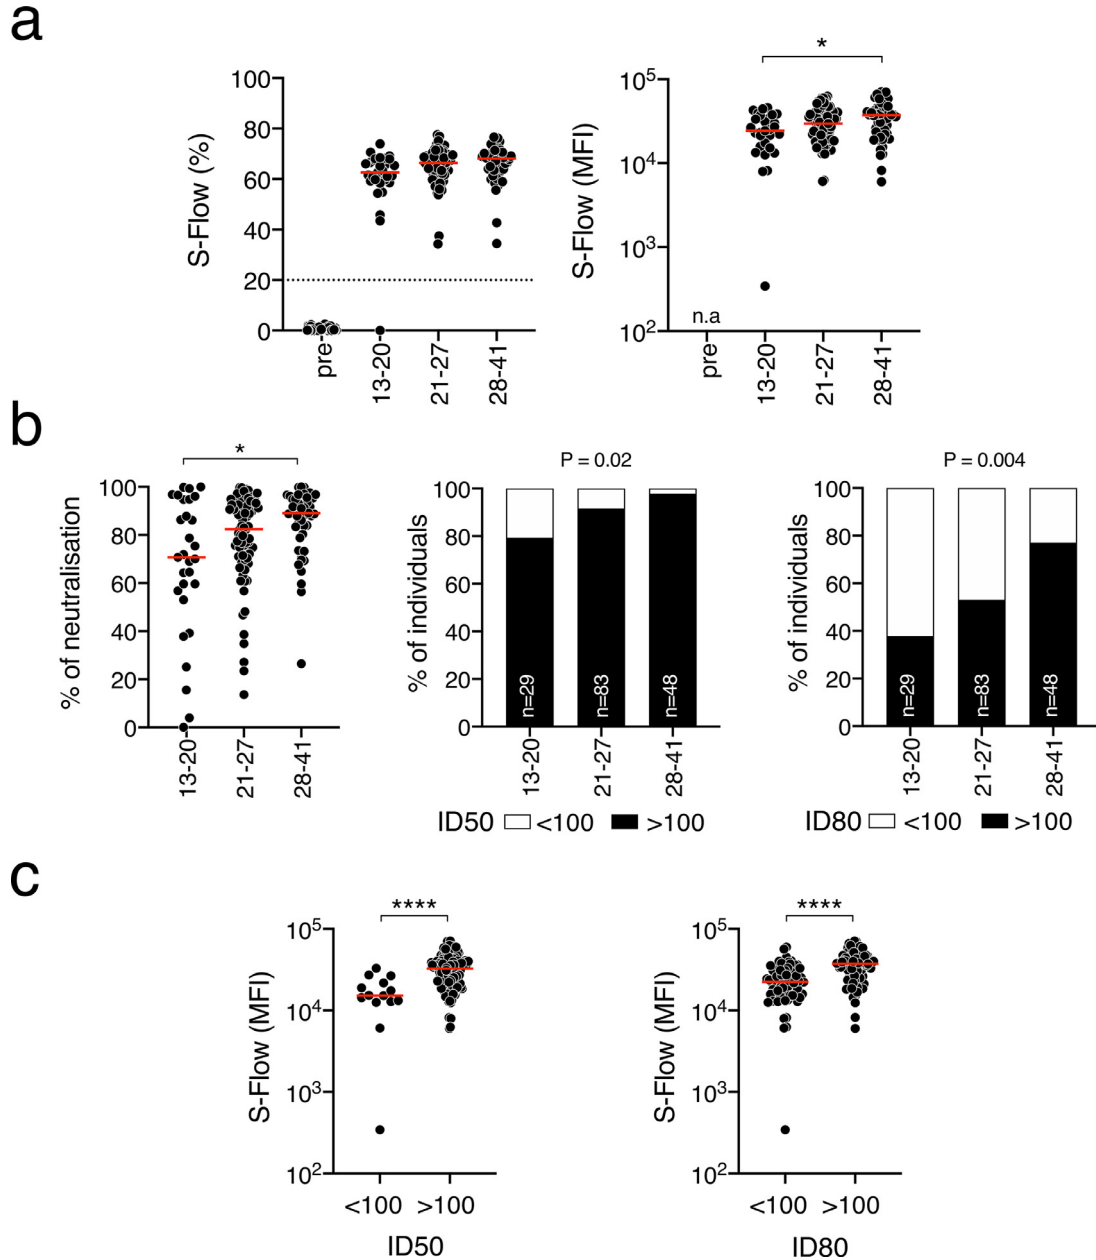 a
*
S-Flow (%)
100
80
60
40
20
0
pre
13-20
21-27
28-41
S-Flow (MFI)
10⁵
10⁴
10³
10²
n.a
pre
13-20
21-27
28-41
b
*
% of neutralisation
100
80
60
40
20
0
13-20
21-27
28-41
P = 0.02
% of individuals
100
80
60
40
20
0
n=29
n=83
n=48
13-20
21-27
28-41
ID50 <100 >100
P = 0.004
% of individuals
100
80
60
40
20
0
n=29
n=83
n=48
13-20
21-27
28-41
ID80 <100 >100
c
****
S-Flow (MFI)
10⁵
10⁴
10³
10²
<100 >100
ID50
****
S-Flow (MFI)
10⁵
10⁴
10³
10²
<100 >100
ID80